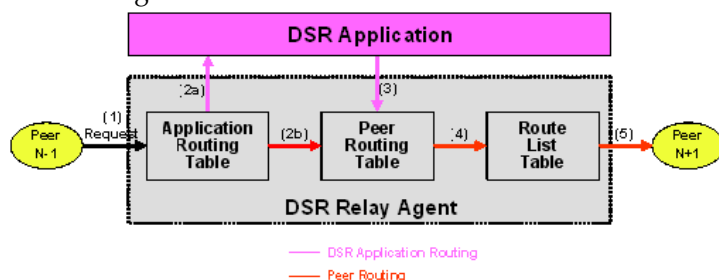 DSR Application
(2a)
(3)
(1)
Request
Peer
N-1
Application
Routing
Table
(2b)
Peer
Routing
Table
(4)
Route
List
Table
(5)
Peer
N+1
DSR Relay Agent
DSR Application Routing
Peer Routing